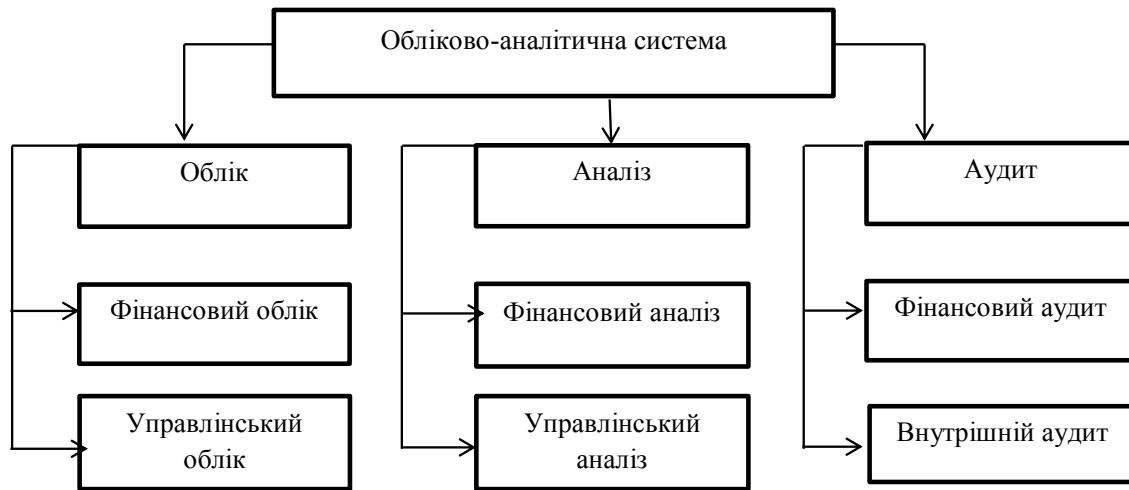 Обліково-аналітична система
Облік
Аналіз
Аудит
Фінансовий облік
Фінансовий аналіз
Фінансовий аудит
Управлінський
облік
Управлінський
аналіз
Внутрішній аудит